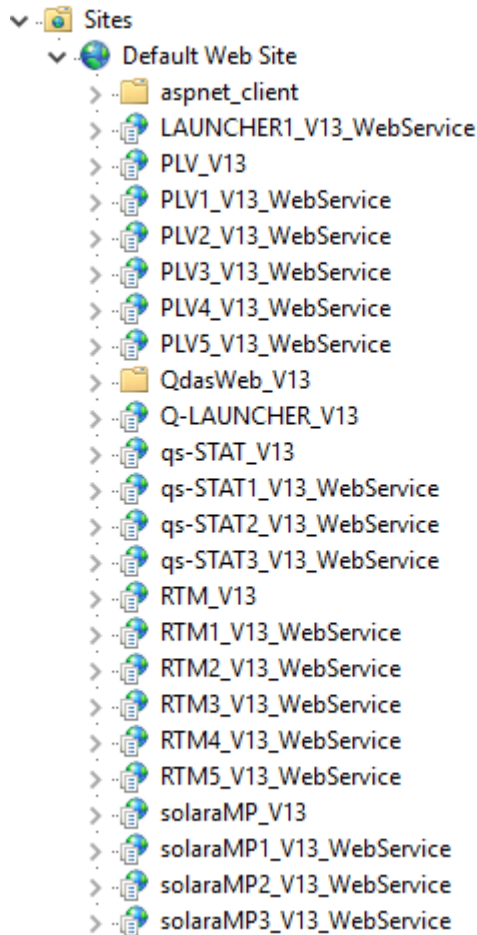 Sites
Default Web Site
aspnet_client
LAUNCHER1_V13_WebService
PLV_V13
PLV1_V13_WebService
PLV2_V13_WebService
PLV3_V13_WebService
PLV4_V13_WebService
PLV5_V13_WebService
QdasWeb_V13
Q-LAUNCHER_V13
qs-STAT_V13
qs-STAT1_V13_WebService
qs-STAT2_V13_WebService
qs-STAT3_V13_WebService
RTM_V13
RTM1_V13_WebService
RTM2_V13_WebService
RTM3_V13_WebService
RTM4_V13_WebService
RTM5_V13_WebService
solaraMP_V13
solaraMP1_V13_WebService
solaraMP2_V13_WebService
solaraMP3_V13_WebService